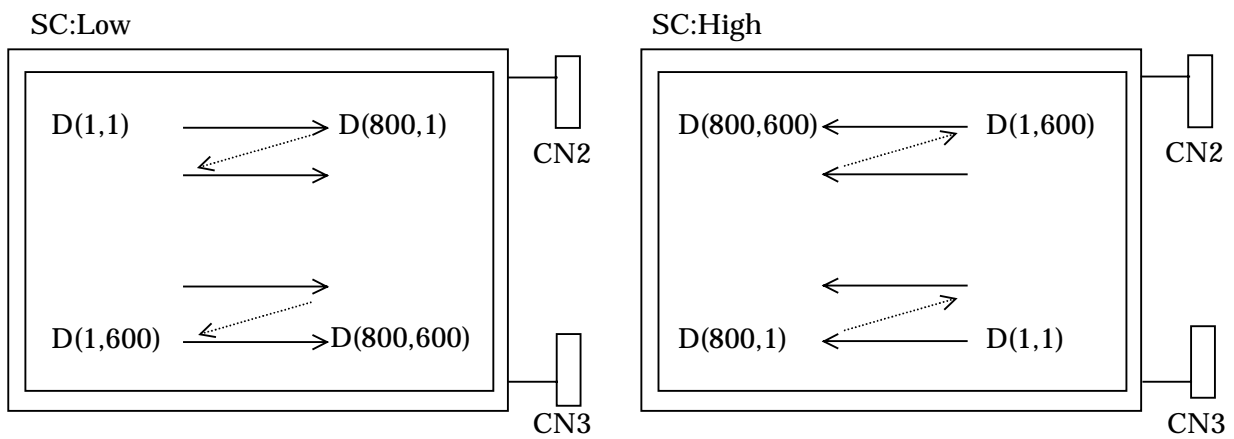 SC:Low
D(1,1) D(800,1)
CN2
D(1,600) D(800,600)
CN3
SC:High
D(800,600) D(1,600)
CN2
D(800,1) D(1,1)
CN3